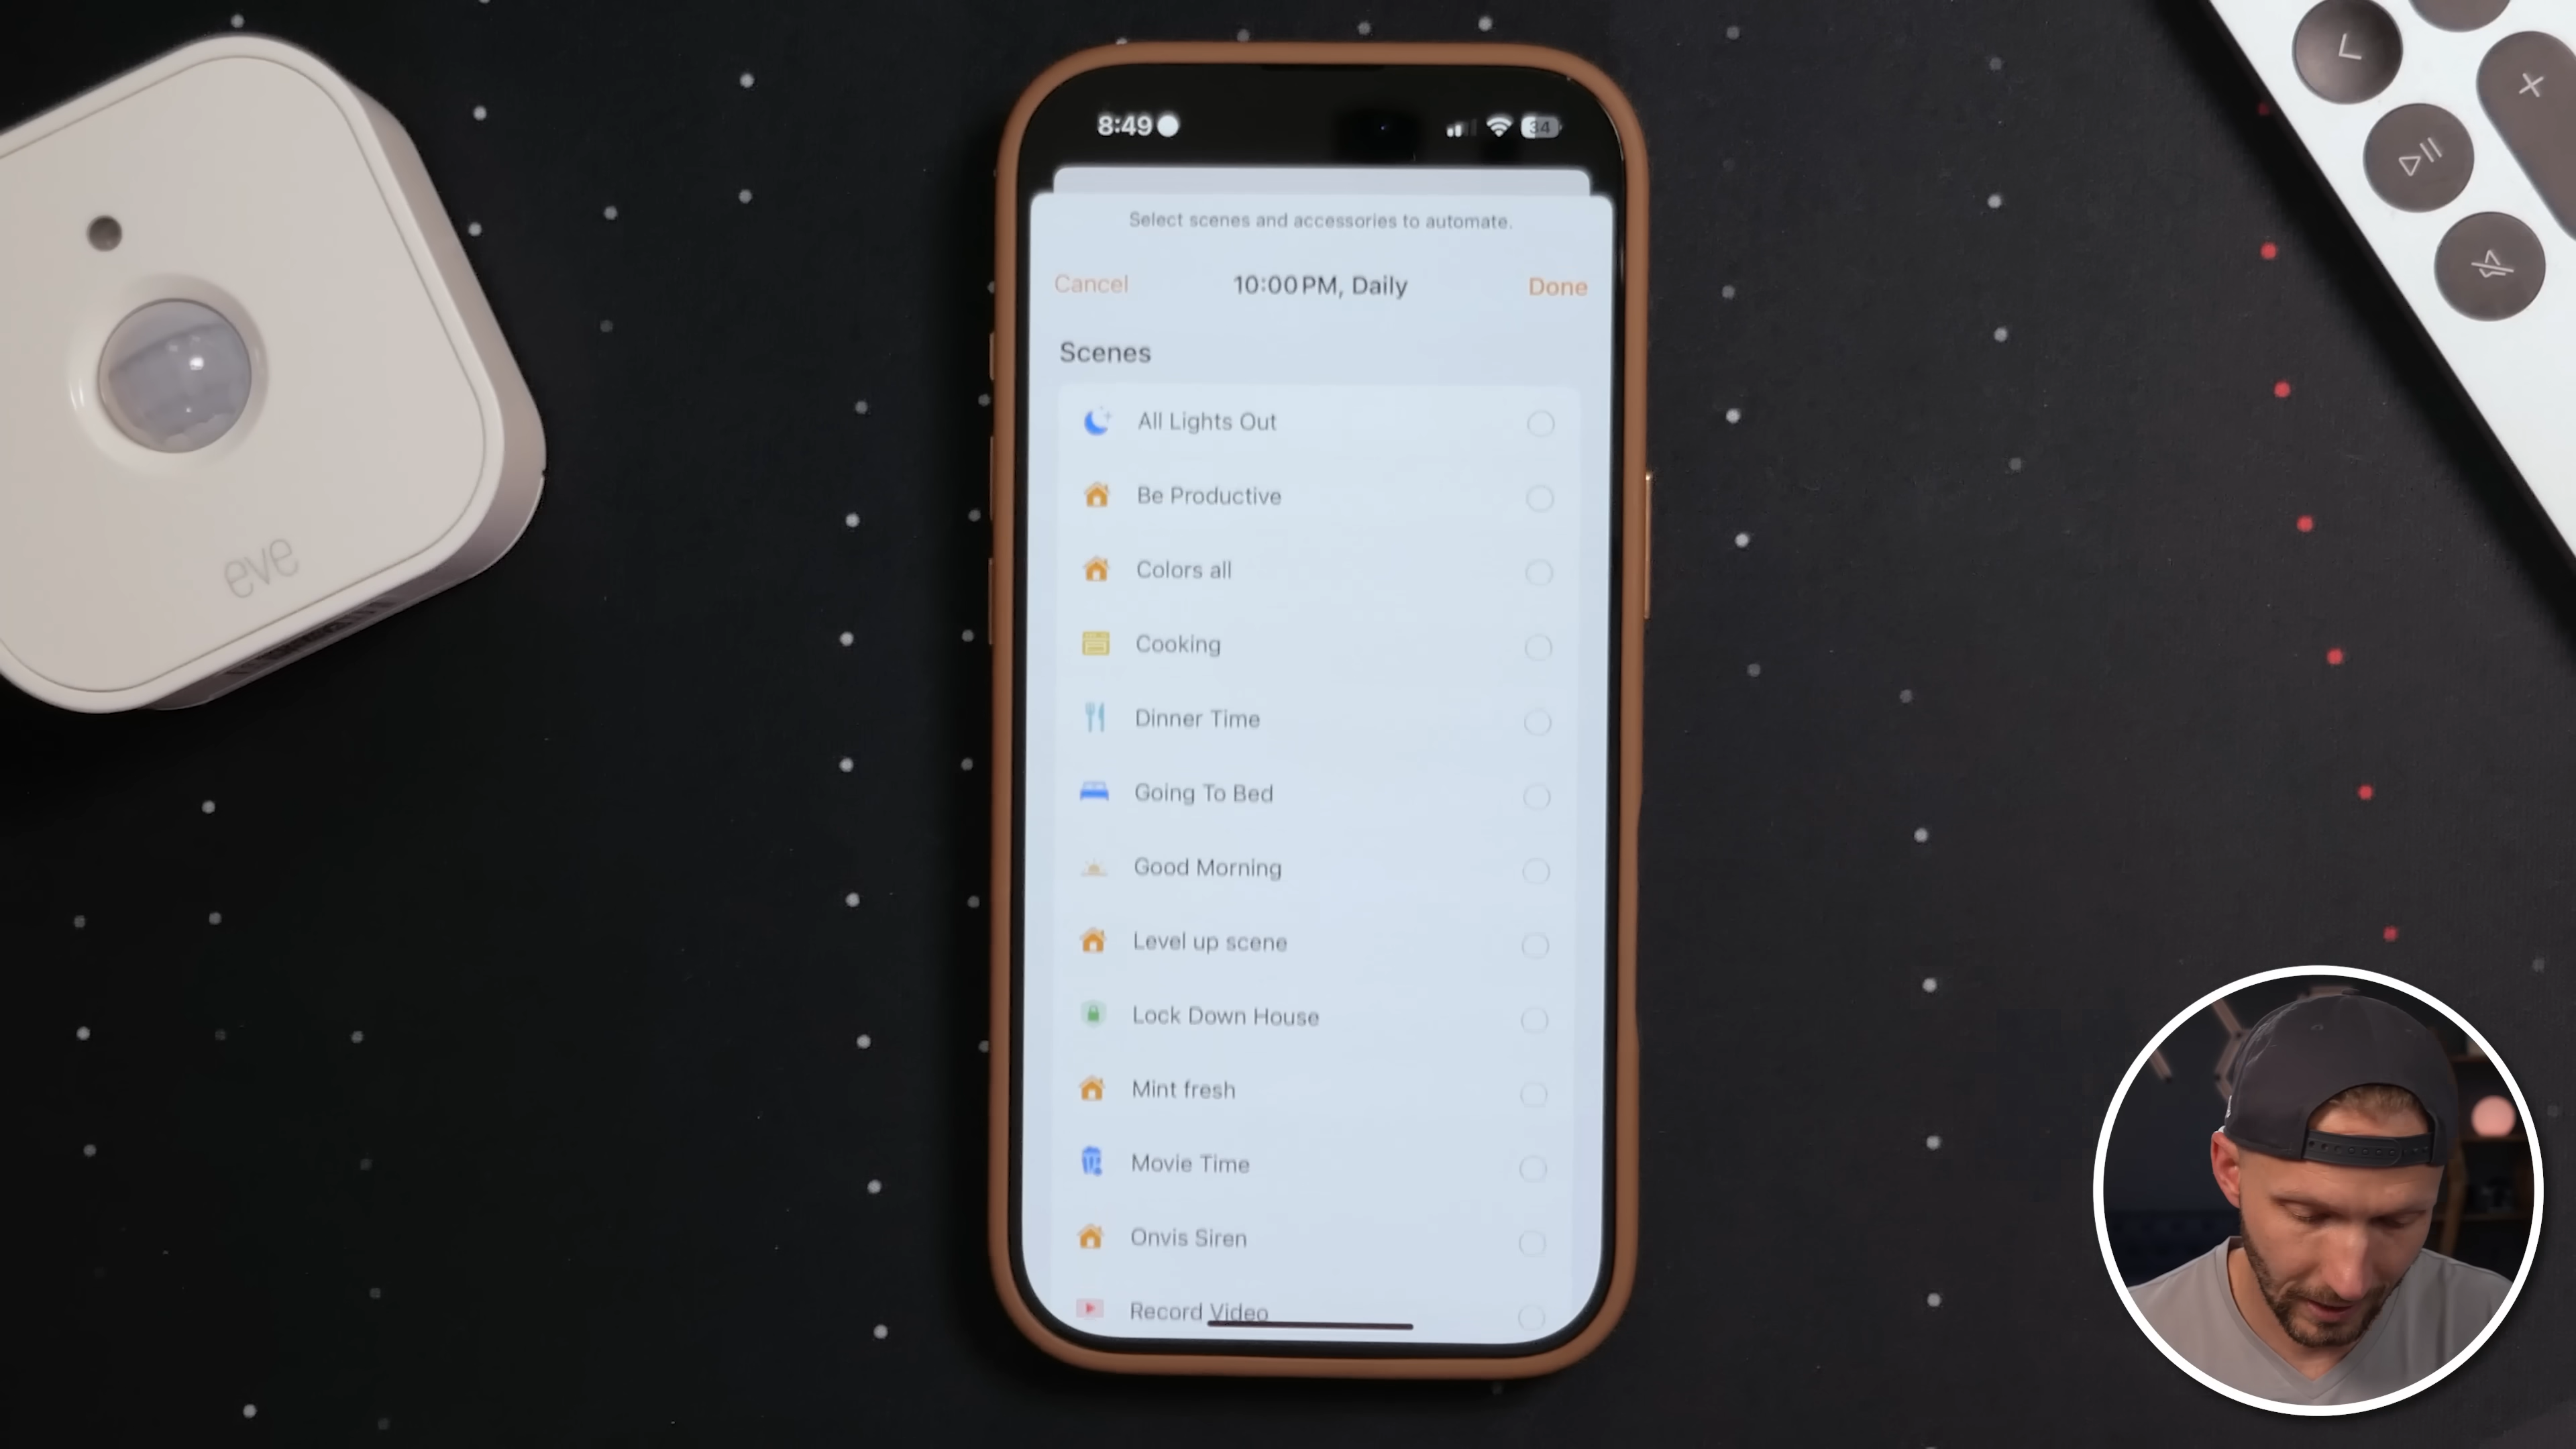 8:49
34
Select scenes and accessories to automate.
Cancel
10:00 PM, Daily
Done
Scenes
All Lights Out
Be Productive
Colors all
Cooking
Dinner Time
Going To Bed
Good Morning
Level up scene
Lock Down House
Mint fresh
Movie Time
Onvis Siren
Record Video
eve